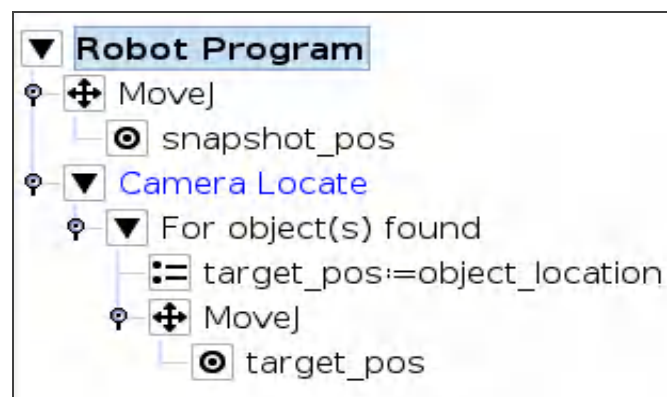 Robot Program
MoveJ
snapshot_pos
Camera Locate
For object(s) found
target_pos:=object_location
MoveJ
target_pos